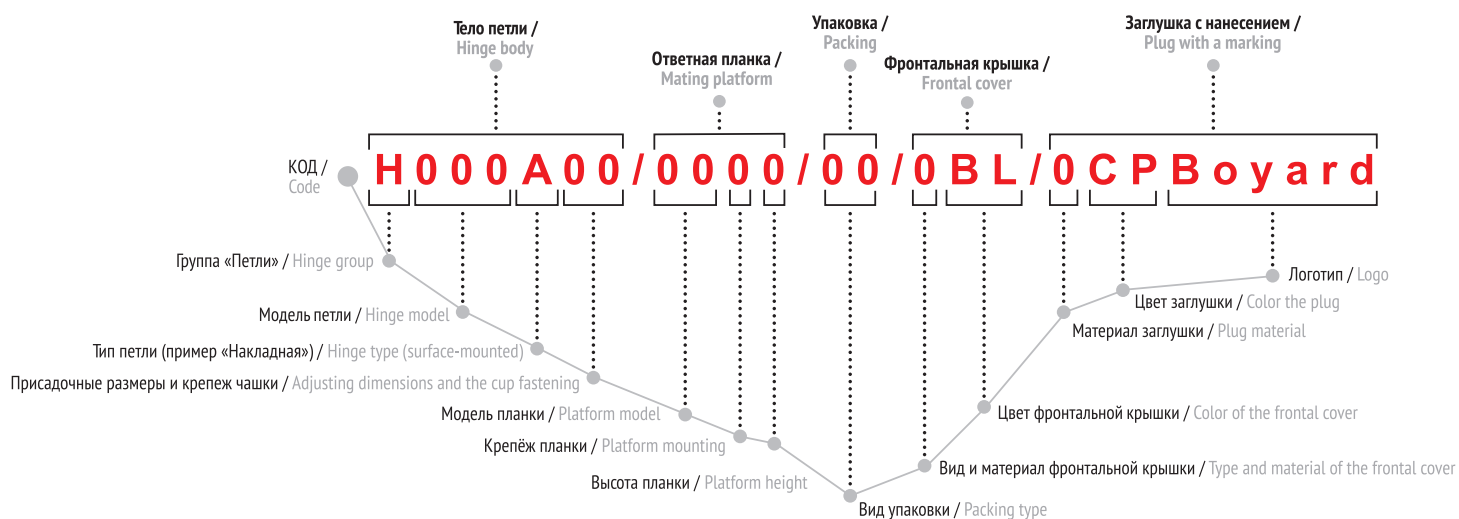 Тело петли /
Hinge body
Ответная планка /
Mating platform
Упаковка /
Packing
Фронтальная крышка /
Frontal cover
Заглушка с нанесением /
Plug with a marking
КОД /
Code
H000A00/0000/00/0BL/0CPBoyard
Группа «Петли» / Hinge group
Модель петли / Hinge model
Тип петли (пример «Накладная») / Hinge type (surface-mounted)
Присадочные размеры и крепеж чашки / Adjusting dimensions and the cup fastening
Модель планки / Platform model
Крепёж планки / Platform mounting
Высота планки / Platform height
Вид упаковки / Packing type
Вид и материал фронтальной крышки / Type and material of the frontal cover
Цвет фронтальной крышки / Color of the frontal cover
Материал заглушки / Plug material
Цвет заглушки / Color the plug
Логотип / Logo